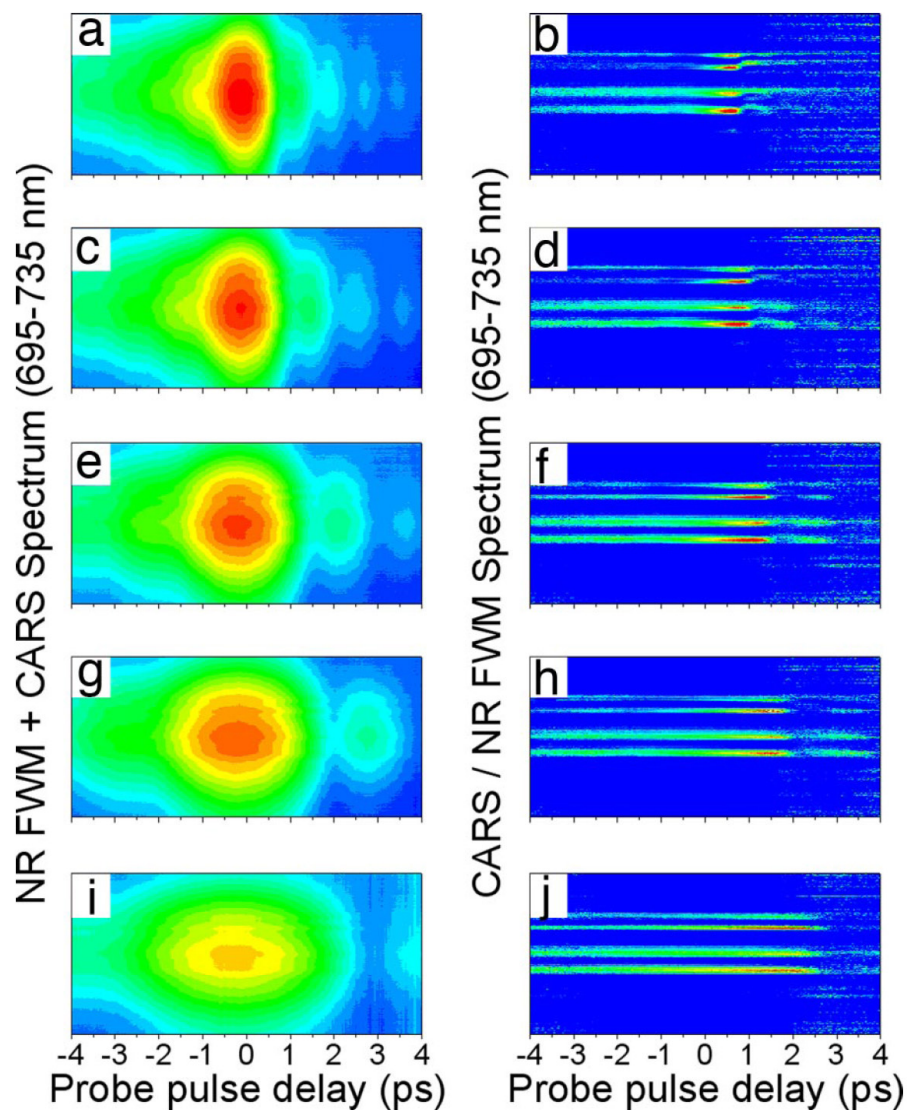 a
b
c
d
e
f
g
h
i
j
NR FWM + CARS Spectrum (695-735 nm)
CARS / NR FWM Spectrum (695-735 nm)
-4 -3 -2 -1 0 1 2 3 4
Probe pulse delay (ps)
-4 -3 -2 -1 0 1 2 3 4
Probe pulse delay (ps)